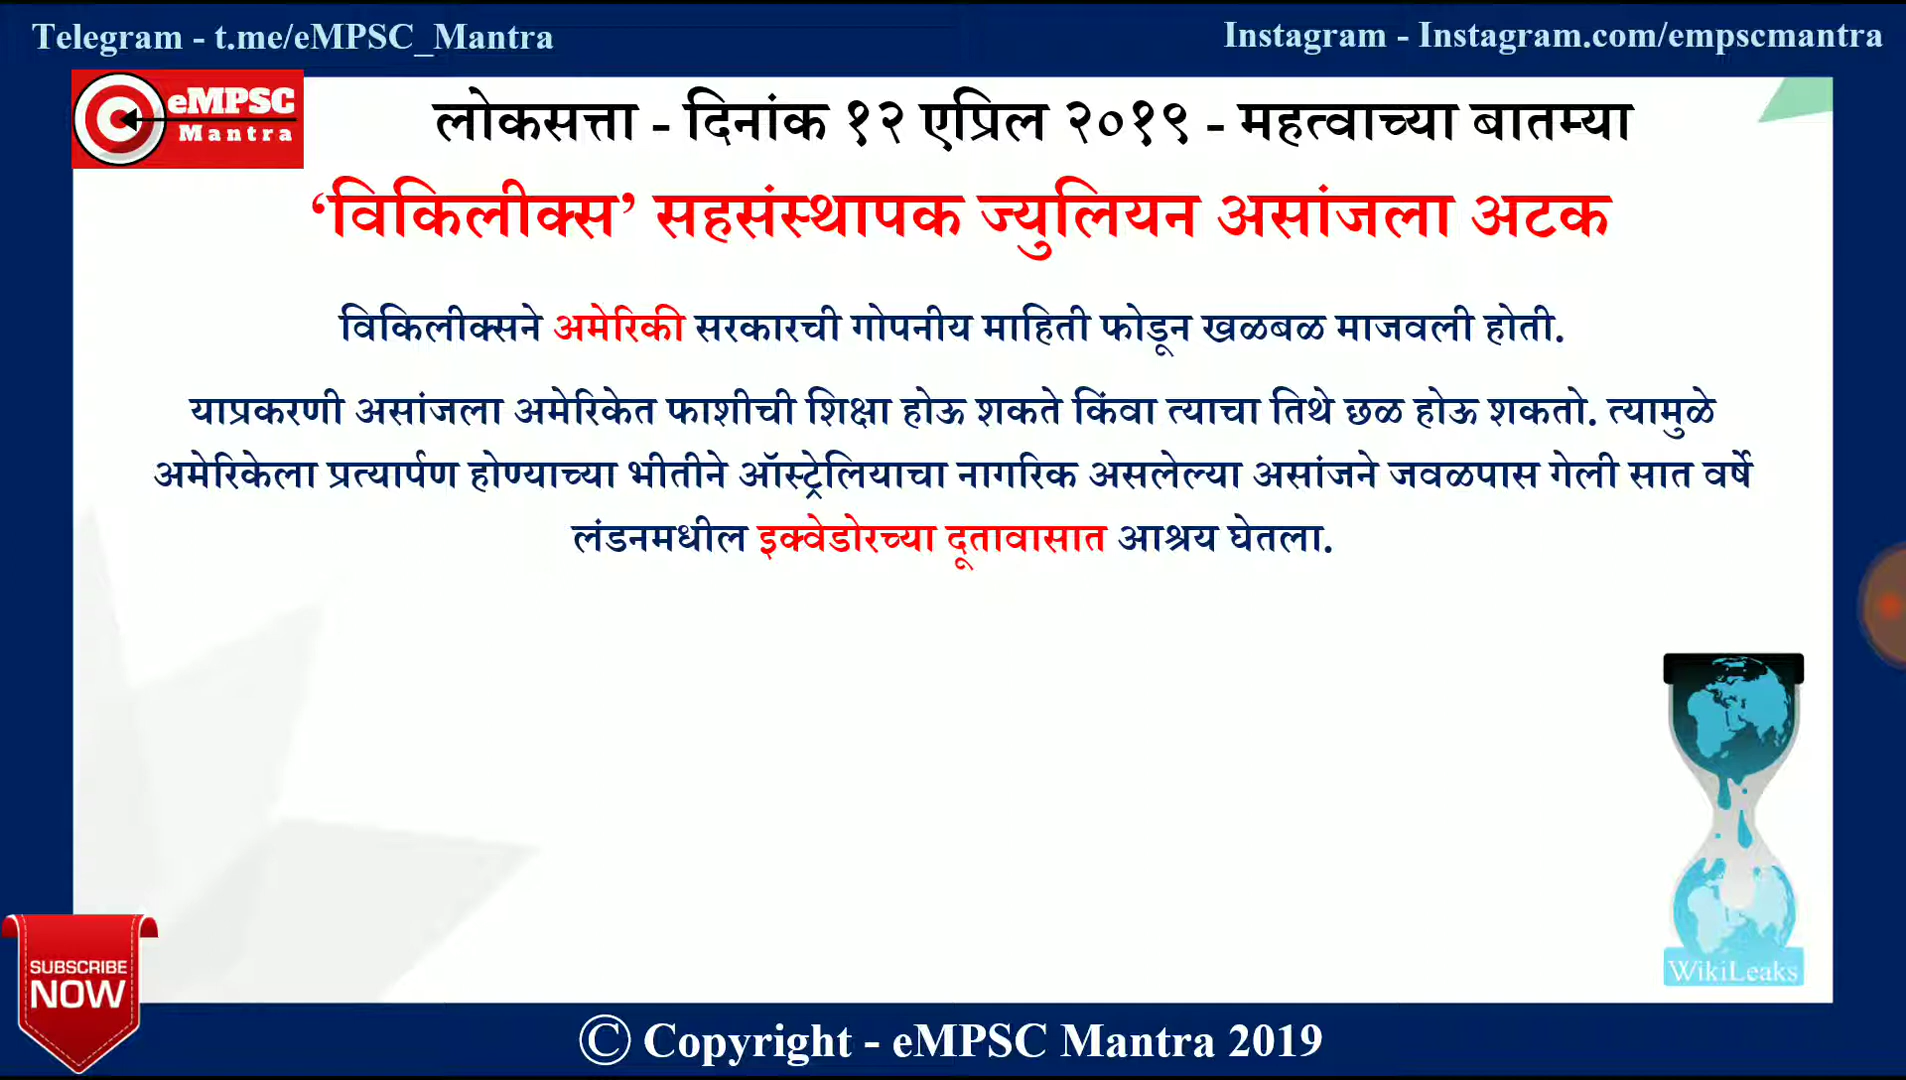 Telegram - t.me/eMPSC_Mantra
Instagram - Instagram.com/empscmantra
eMPSC
Mantra
लोकसत्ता - दिनांक १२ एप्रिल २०१९ - महत्वाच्या बातम्या
‘विकिलीक्स’ सहसंस्थापक ज्युलियन असांजला अटक
विकिलीक्सने अमेरिकी सरकारची गोपनीय माहिती फोडून खळबळ माजवली होती.
याप्रकरणी असांजला अमेरिकेत फाशीची शिक्षा होऊ शकते किंवा त्याचा तिथे छळ होऊ शकतो. त्यामुळे
अमेरिकेला प्रत्यार्पण होण्याच्या भीतीने ऑस्ट्रेलियाचा नागरिक असलेल्या असांजने जवळपास गेली सात वर्षे
लंडनमधील इक्वेडोरच्या दूतावासात आश्रय घेतला.
WikiLeaks
SUBSCRIBE
NOW
© Copyright - eMPSC Mantra 2019